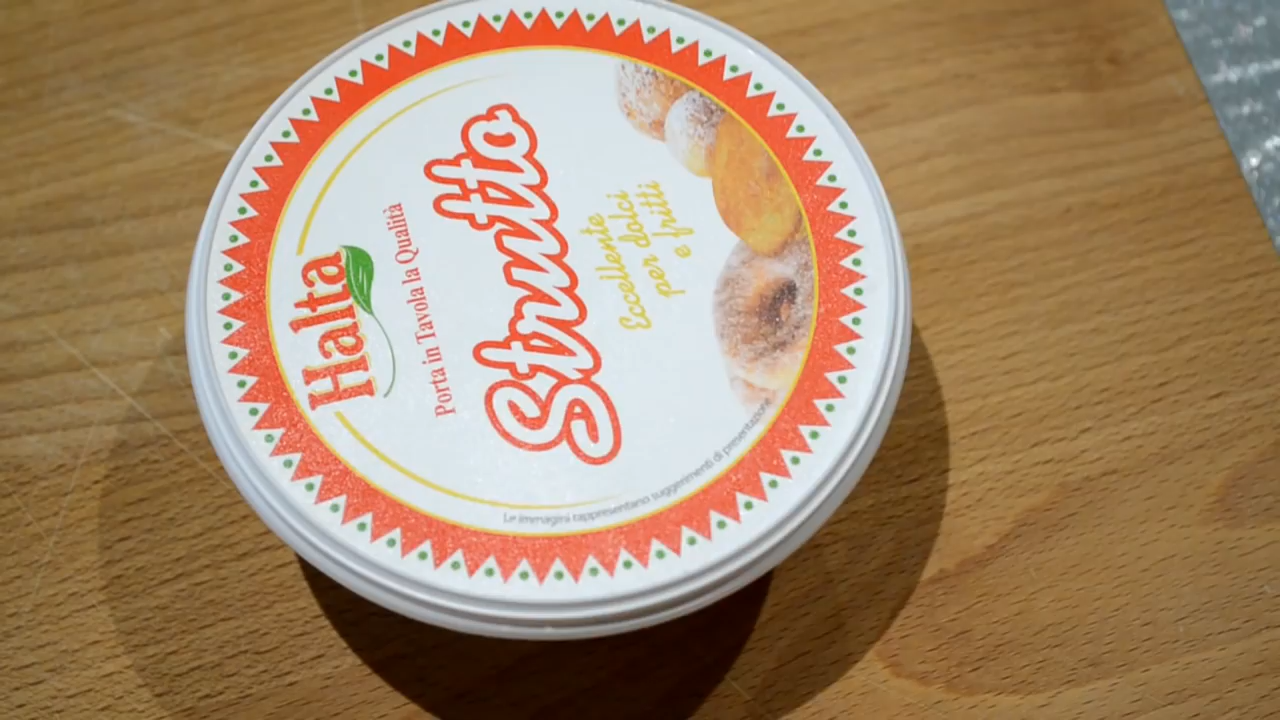 Halta
Porta in Tavola la Qualità
Strutto
Eccellente
per dolci
e fritti
Le immagini rappresentano suggerimenti di presentazione